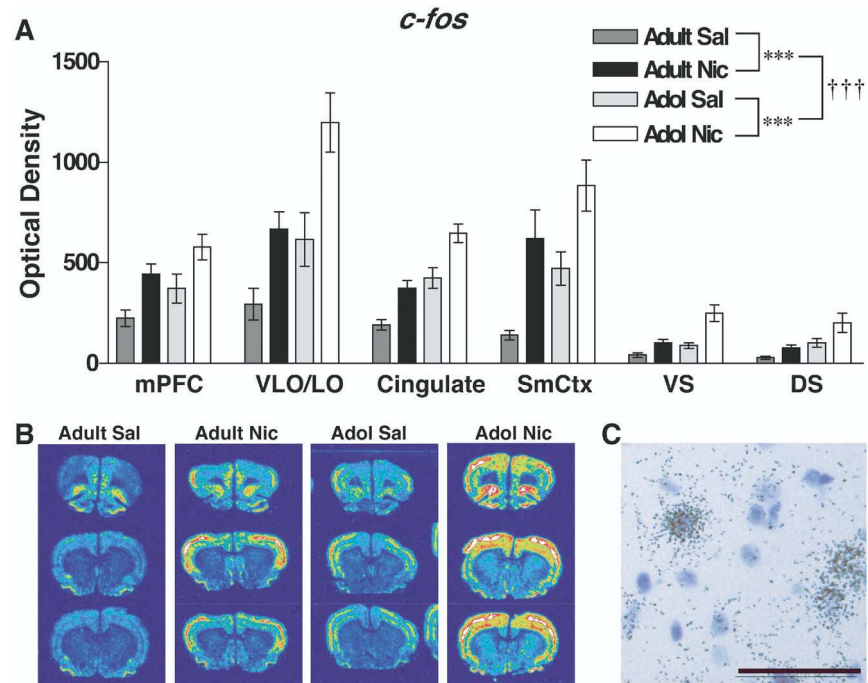 A
c-fos
Adult Sal
Adult Nic
Adol Sal
Adol Nic
***
***
†††
Optical Density
1500
1000
500
0
mPFC VLO/LO Cingulate SmCtx VS DS
B
Adult Sal Adult Nic Adol Sal Adol Nic
C